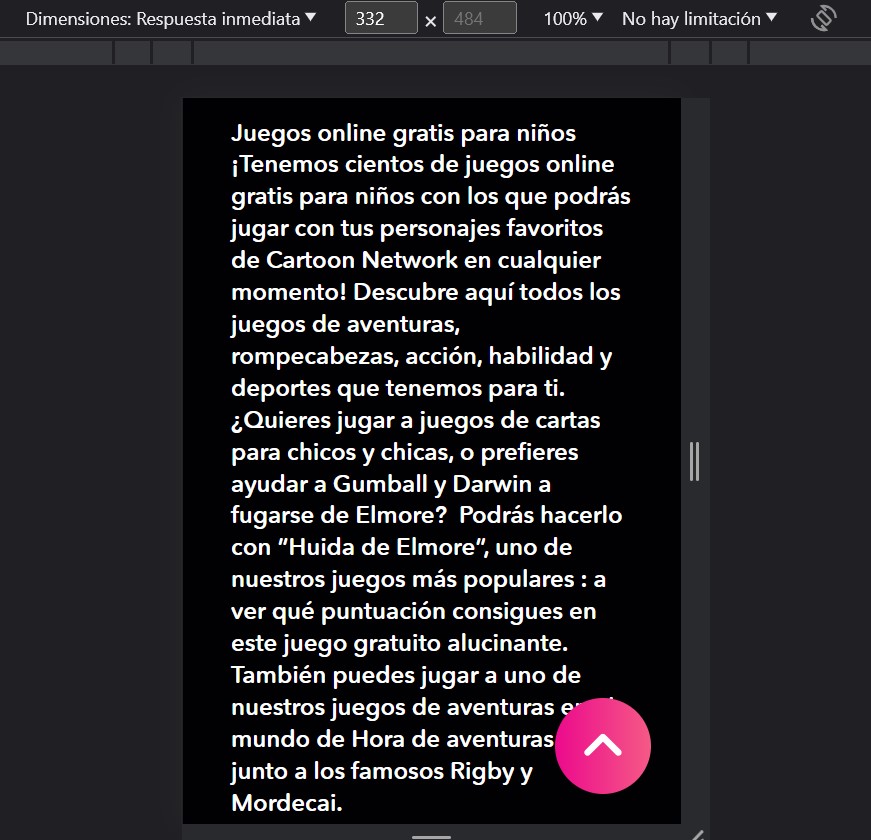 Dimensiones: Respuesta inmediata 332 × 484 100% No hay limitación
Juegos online gratis para niños
¡Tenemos cientos de juegos online
gratis para niños con los que podrás
jugar con tus personajes favoritos
de Cartoon Network en cualquier
momento! Descubre aquí todos los
juegos de aventuras,
rompecabezas, acción, habilidad y
deportes que tenemos para ti.
¿Quieres jugar a juegos de cartas
para chicos y chicas, o prefieres
ayudar a Gumball y Darwin a
fugarse de Elmore?  Podrás hacerlo
con “Huida de Elmore”, uno de
nuestros juegos más populares : a
ver qué puntuación consigues en
este juego gratuito alucinante.
También puedes jugar a uno de
nuestros juegos de aventuras
mundo de Hora de aventuras
junto a los famosos Rigby y
Mordecai.